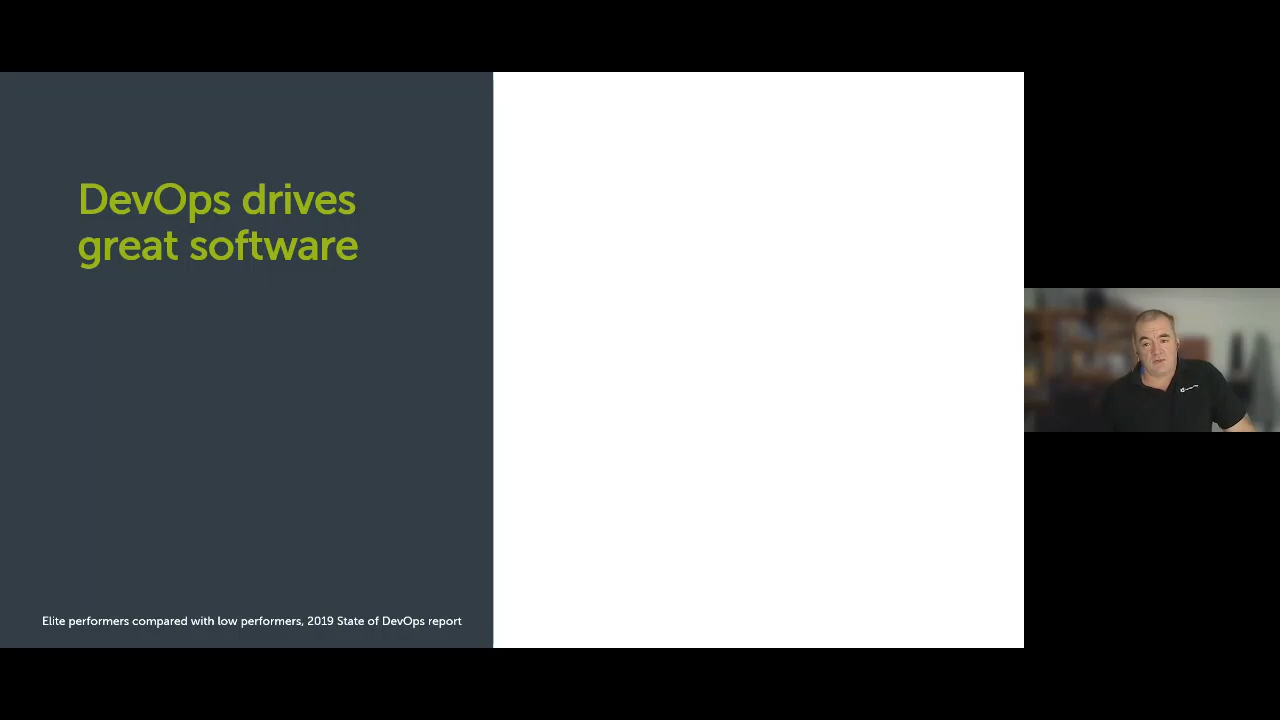 DevOps drives
great software
Elite performers compared with low performers, 2019 State of DevOps report